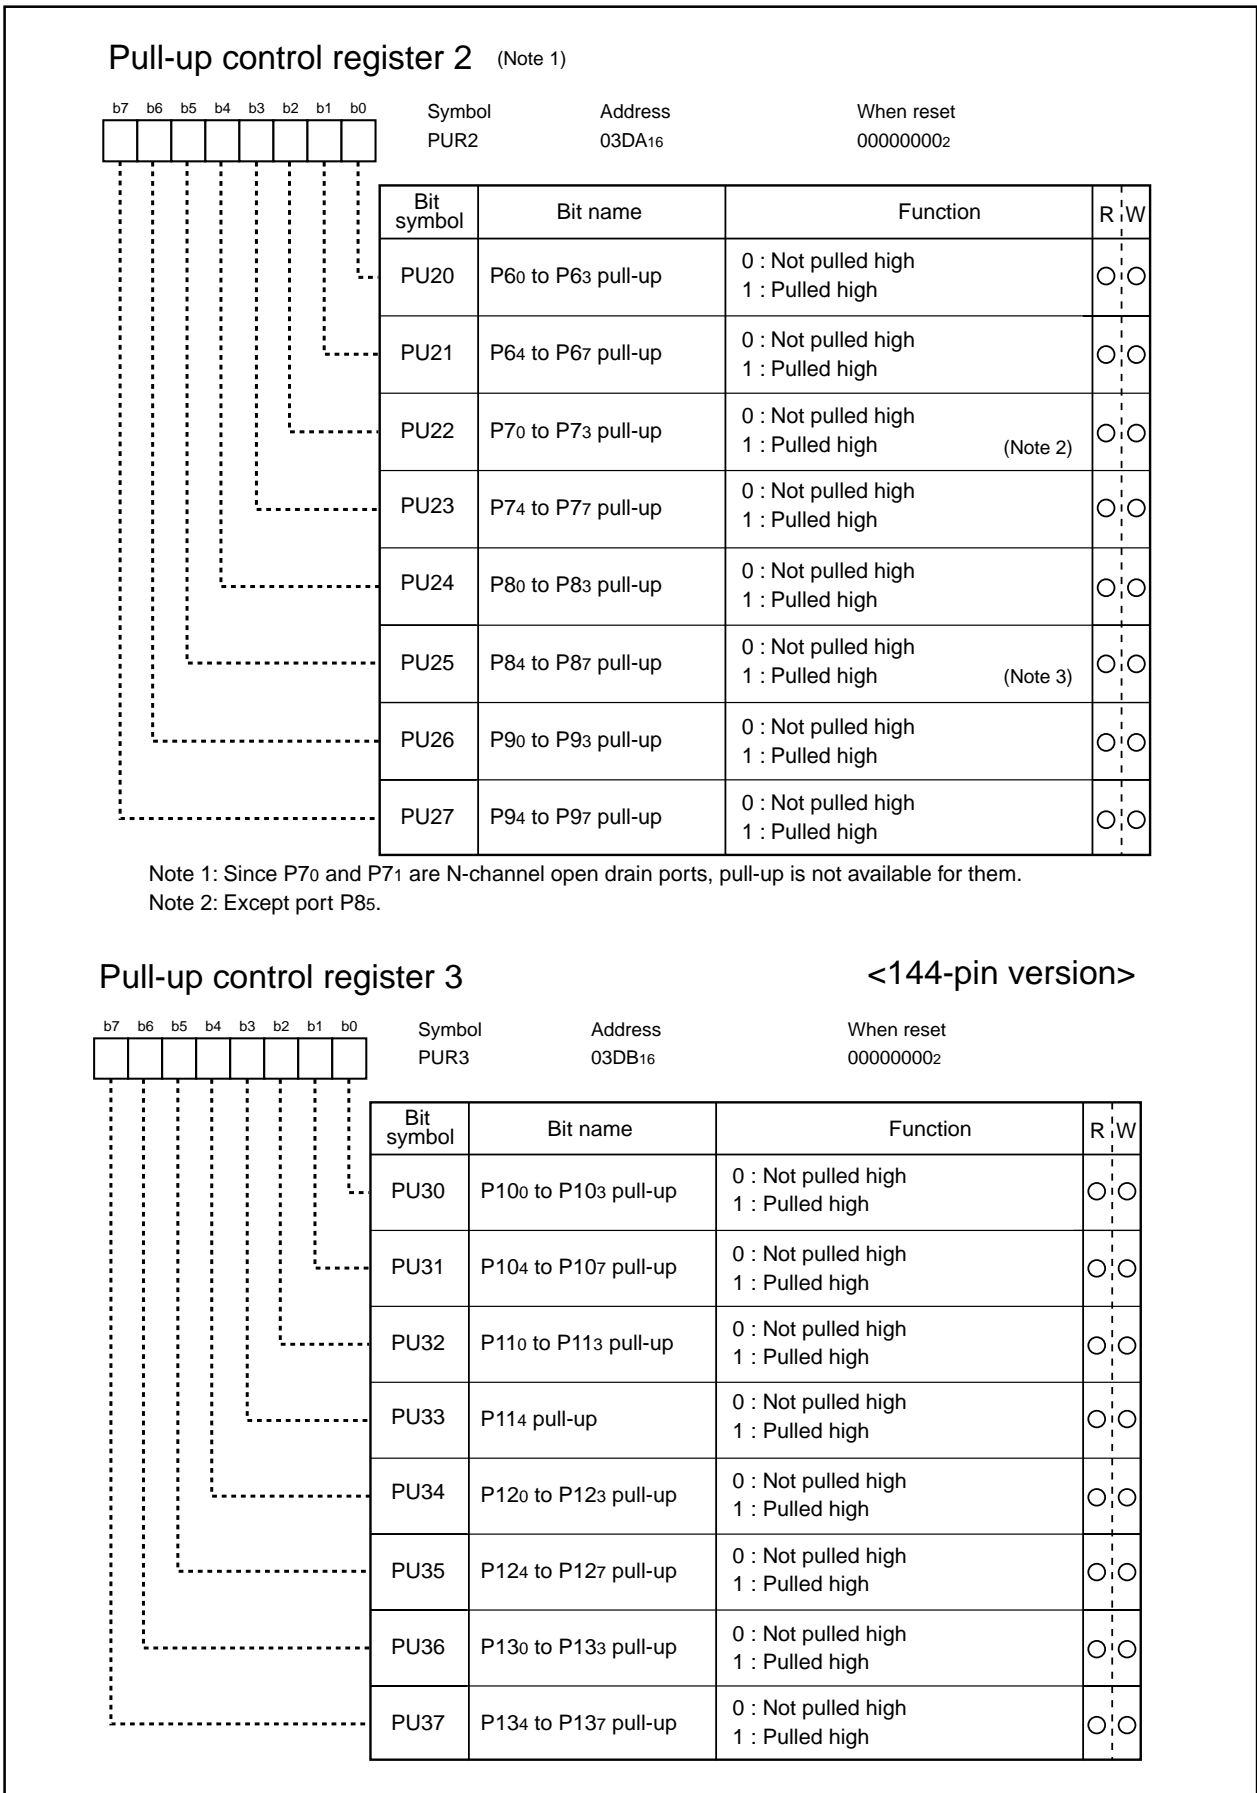 Pull-up control register 2 (Note 1)
b7 b6 b5 b4 b3 b2 b1 b0
Symbol Address When reset
PUR2 03DA16 000000002
Bit symbol Bit name Function R W
PU20 P60 to P63 pull-up 0 : Not pulled high
1 : Pulled high
PU21 P64 to P67 pull-up 0 : Not pulled high
1 : Pulled high
PU22 P70 to P73 pull-up 0 : Not pulled high
1 : Pulled high (Note 2)
PU23 P74 to P77 pull-up 0 : Not pulled high
1 : Pulled high
PU24 P80 to P83 pull-up 0 : Not pulled high
1 : Pulled high
PU25 P84 to P87 pull-up 0 : Not pulled high
1 : Pulled high (Note 3)
PU26 P90 to P93 pull-up 0 : Not pulled high
1 : Pulled high
PU27 P94 to P97 pull-up 0 : Not pulled high
1 : Pulled high
Note 1: Since P70 and P71 are N-channel open drain ports, pull-up is not available for them.
Note 2: Except port P85.
Pull-up control register 3 <144-pin version>
b7 b6 b5 b4 b3 b2 b1 b0
Symbol Address When reset
PUR3 03DB16 000000002
Bit symbol Bit name Function R W
PU30 P100 to P103 pull-up 0 : Not pulled high
1 : Pulled high
PU31 P104 to P107 pull-up 0 : Not pulled high
1 : Pulled high
PU32 P110 to P113 pull-up 0 : Not pulled high
1 : Pulled high
PU33 P114 pull-up 0 : Not pulled high
1 : Pulled high
PU34 P120 to P123 pull-up 0 : Not pulled high
1 : Pulled high
PU35 P124 to P127 pull-up 0 : Not pulled high
1 : Pulled high
PU36 P130 to P133 pull-up 0 : Not pulled high
1 : Pulled high
PU37 P134 to P137 pull-up 0 : Not pulled high
1 : Pulled high